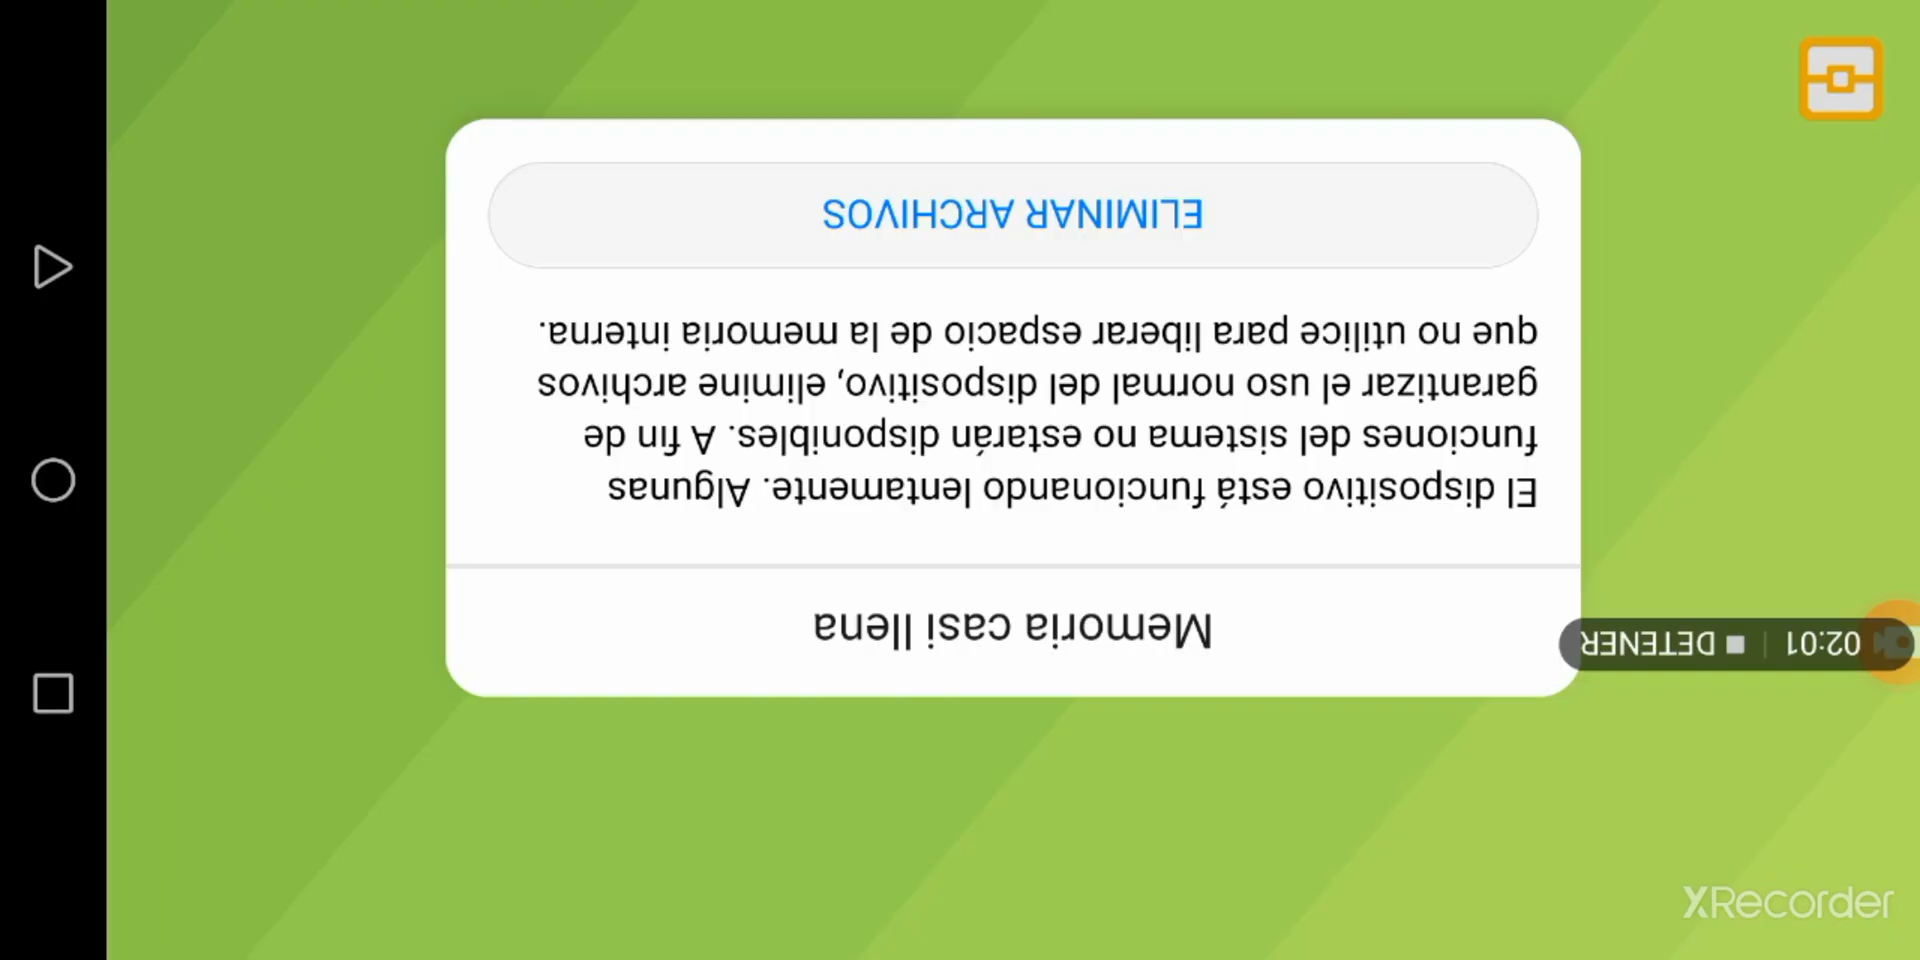 Memoria casi llena
El dispositivo está funcionando lentamente. Algunas
funciones del sistema no estarán disponibles. A fin de
garantizar el uso normal del dispositivo, elimine archivos
que no utilice para liberar espacio de la memoria interna.
ELIMINAR ARCHIVOS
02:01 | ■ DETENER
XRecorder